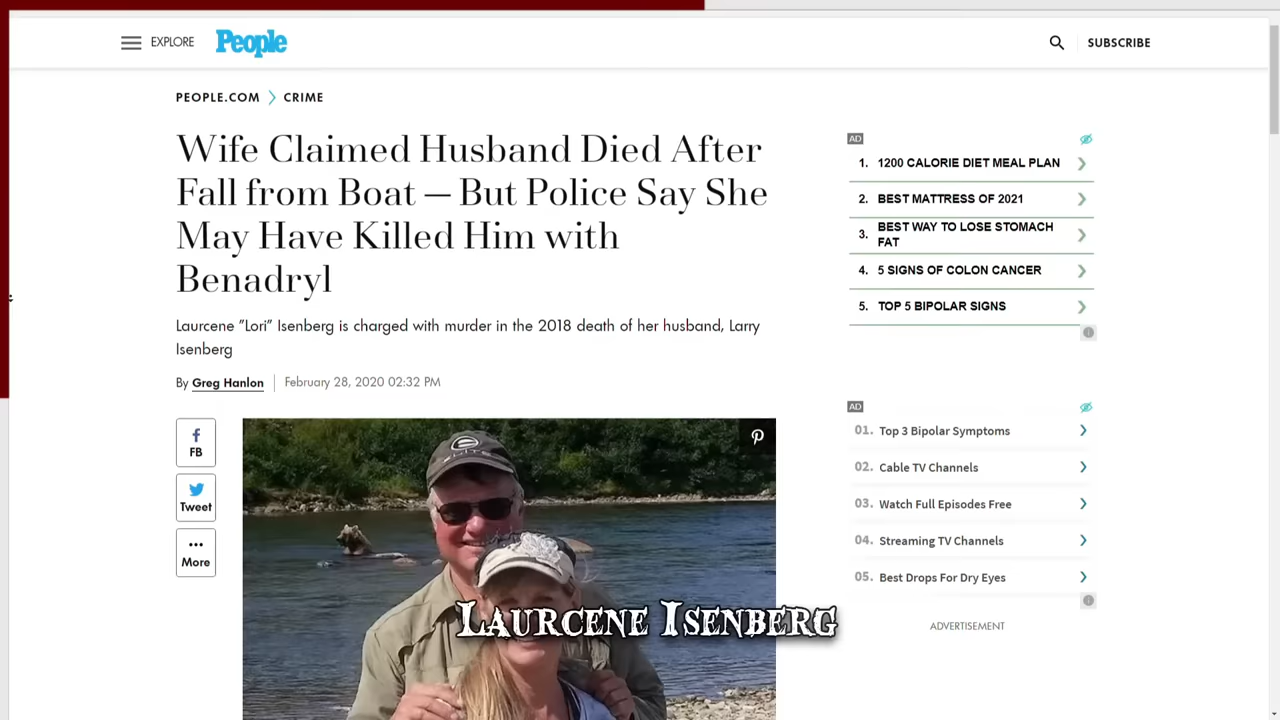 EXPLORE People SUBSCRIBE
PEOPLE.COM CRIME
Wife Claimed Husband Died After
Fall from Boat — But Police Say She
May Have Killed Him with
Benadryl
Laurcene "Lori" Isenberg is charged with murder in the 2018 death of her husband, Larry
Isenberg
By Greg Hanlon February 28, 2020 02:32 PM
FB
Tweet
More
ELITE
LAURCENE ISENBERG
AD
1. 1200 CALORIE DIET MEAL PLAN
2. BEST MATTRESS OF 2021
3. BEST WAY TO LOSE STOMACH
FAT
4. 5 SIGNS OF COLON CANCER
5. TOP 5 BIPOLAR SIGNS
AD
01. Top 3 Bipolar Symptoms
02. Cable TV Channels
03. Watch Full Episodes Free
04. Streaming TV Channels
05. Best Drops For Dry Eyes
ADVERTISEMENT